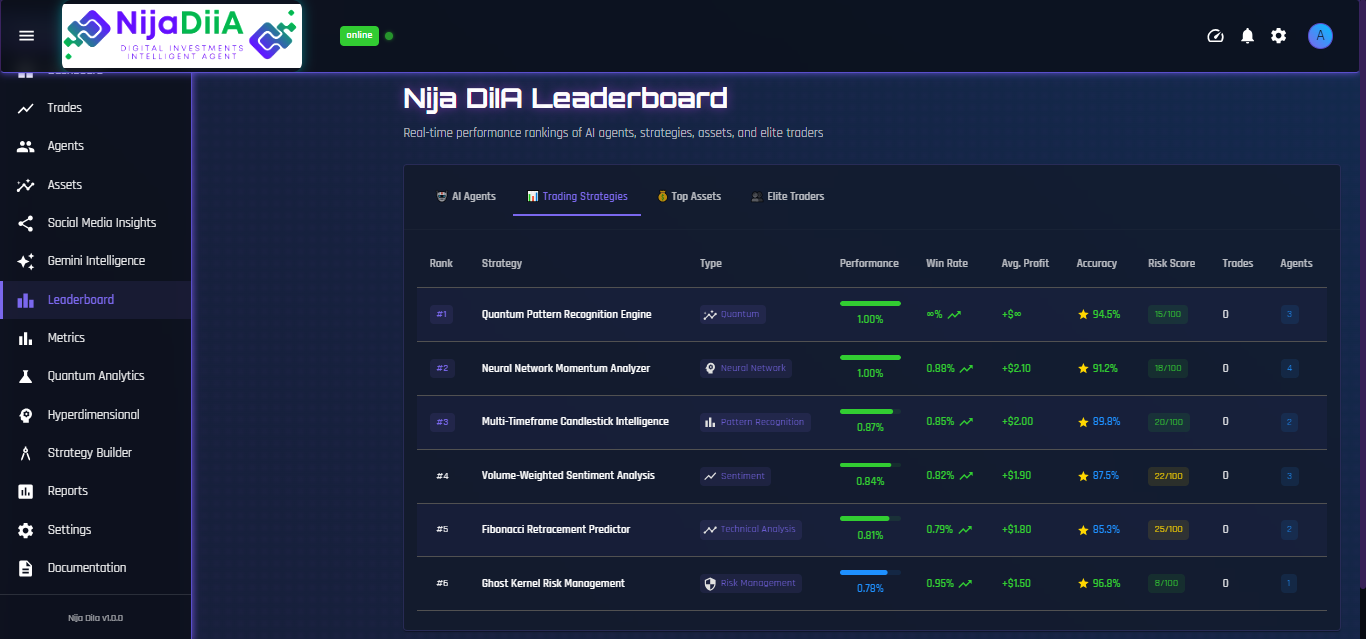 NijaDiiA
DIGITAL INVESTMENTS
INTELLIGENT AGENT
online
A
Dashboard
Trades
Agents
Assets
Social Media Insights
Gemini Intelligence
Leaderboard
Metrics
Quantum Analytics
Hyperdimensional
Strategy Builder
Reports
Settings
Documentation
Nija Diia v1.0.0
Nija DiIA Leaderboard
Real-time performance rankings of AI agents, strategies, assets, and elite traders
AI Agents Trading Strategies Top Assets Elite Traders
Rank Strategy Type Performance Win Rate Avg. Profit Accuracy Risk Score Trades Agents
#1 Quantum Pattern Recognition Engine Quantum 1.00% ∞% +$∞ 94.5% 15/100 0 3
#2 Neural Network Momentum Analyzer Neural Network 1.00% 0.88% +$2.10 91.2% 18/100 0 4
#3 Multi-Timeframe Candlestick Intelligence Pattern Recognition 0.87% 0.85% +$2.00 89.8% 20/100 0 2
#4 Volume-Weighted Sentiment Analysis Sentiment 0.84% 0.82% +$1.90 87.5% 22/100 0 3
#5 Fibonacci Retracement Predictor Technical Analysis 0.81% 0.79% +$1.80 85.3% 25/100 0 2
#6 Ghost Kernel Risk Management Risk Management 0.78% 0.95% +$1.50 96.8% 8/100 0 1